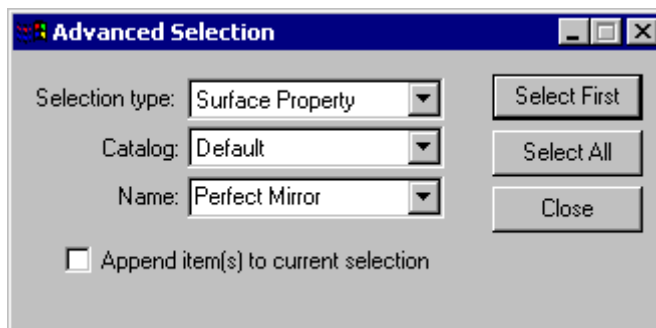 Advanced Selection
Selection type: Surface Property Select First
Catalog: Default Select All
Name: Perfect Mirror Close
Append item(s) to current selection